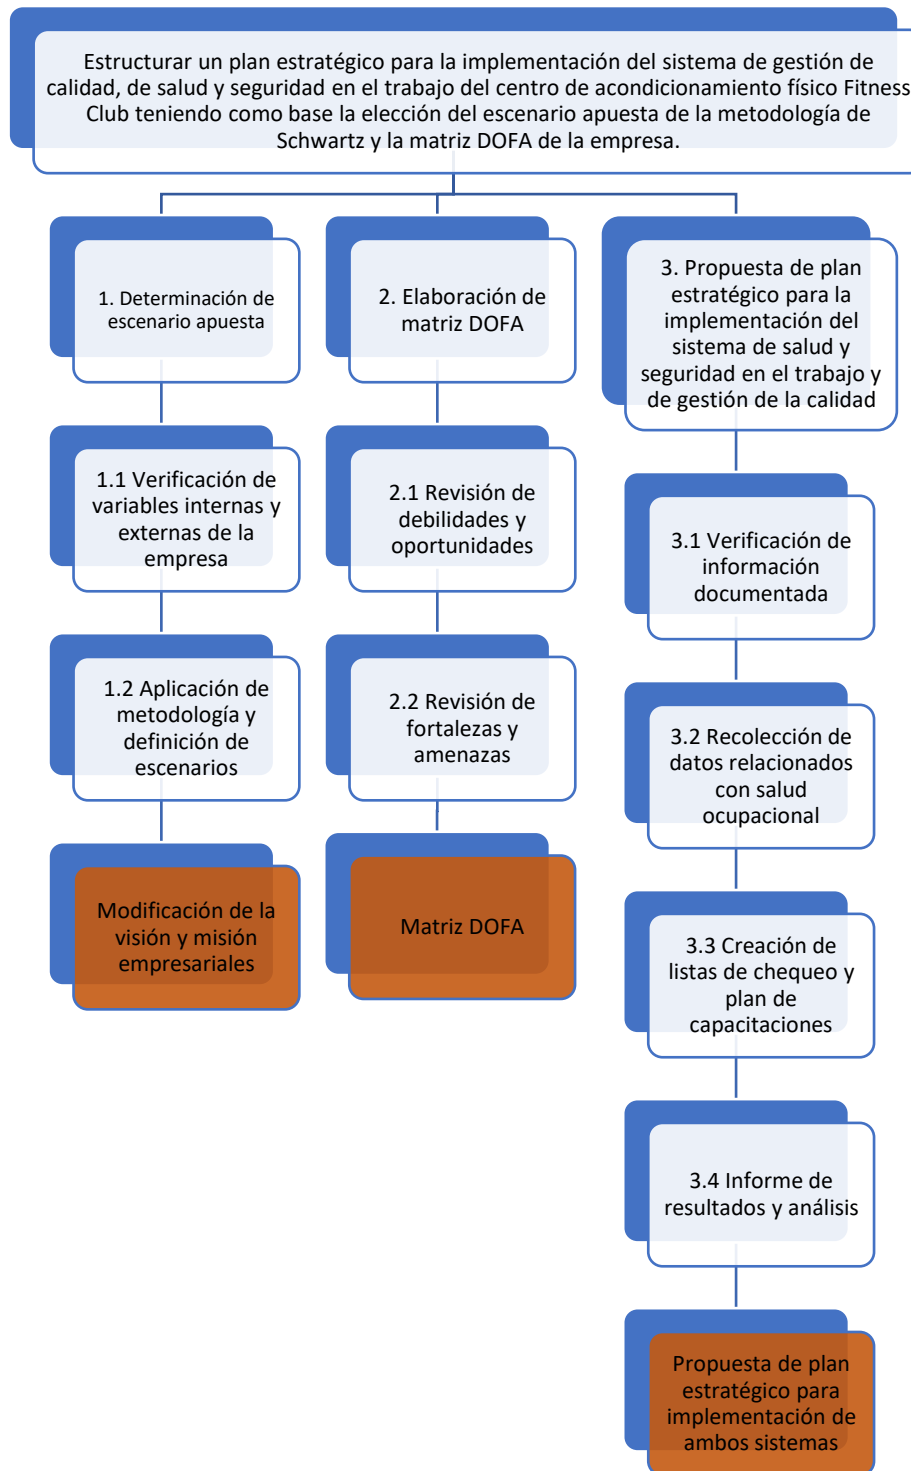 Estructurar un plan estratégico para la implementación del sistema de gestión de
calidad, de salud y seguridad en el trabajo del centro de acondicionamiento físico Fitness
Club teniendo como base la elección del escenario apuesta de la metodología de
Schwartz y la matriz DOFA de la empresa.
1. Determinación de
escenario apuesta
1.1 Verificación de
variables internas y
externas de la
empresa
1.2 Aplicación de
metodología y
definición de
escenarios
Modificación de la
visión y misión
empresariales
2. Elaboración de
matriz DOFA
2.1 Revisión de
debilidades y
oportunidades
2.2 Revisión de
fortalezas y
amenazas
Matriz DOFA
3. Propuesta de plan
estratégico para la
implementación del
sistema de salud y
seguridad en el trabajo y
de gestión de la calidad
3.1 Verificación de
información
documentada
3.2 Recolección de
datos relacionados
con salud
ocupacional
3.3 Creación de
listas de chequeo y
plan de
capacitaciones
3.4 Informe de
resultados y análisis
Propuesta de plan
estratégico para
implementación de
ambos sistemas